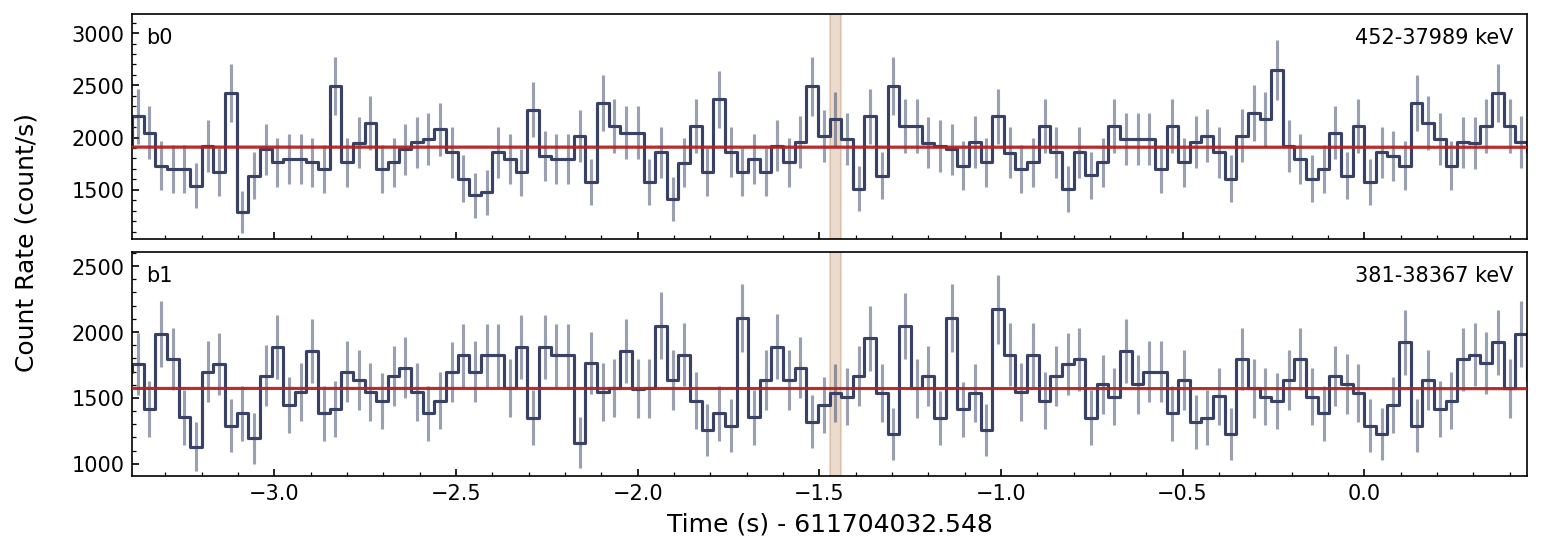 Count Rate (count/s)
b0
452-37989 keV
3000
2500
2000
1500
b1
381-38367 keV
2500
2000
1500
1000
−3.0 −2.5 −2.0 −1.5 −1.0 −0.5 0.0
Time (s) - 611704032.548